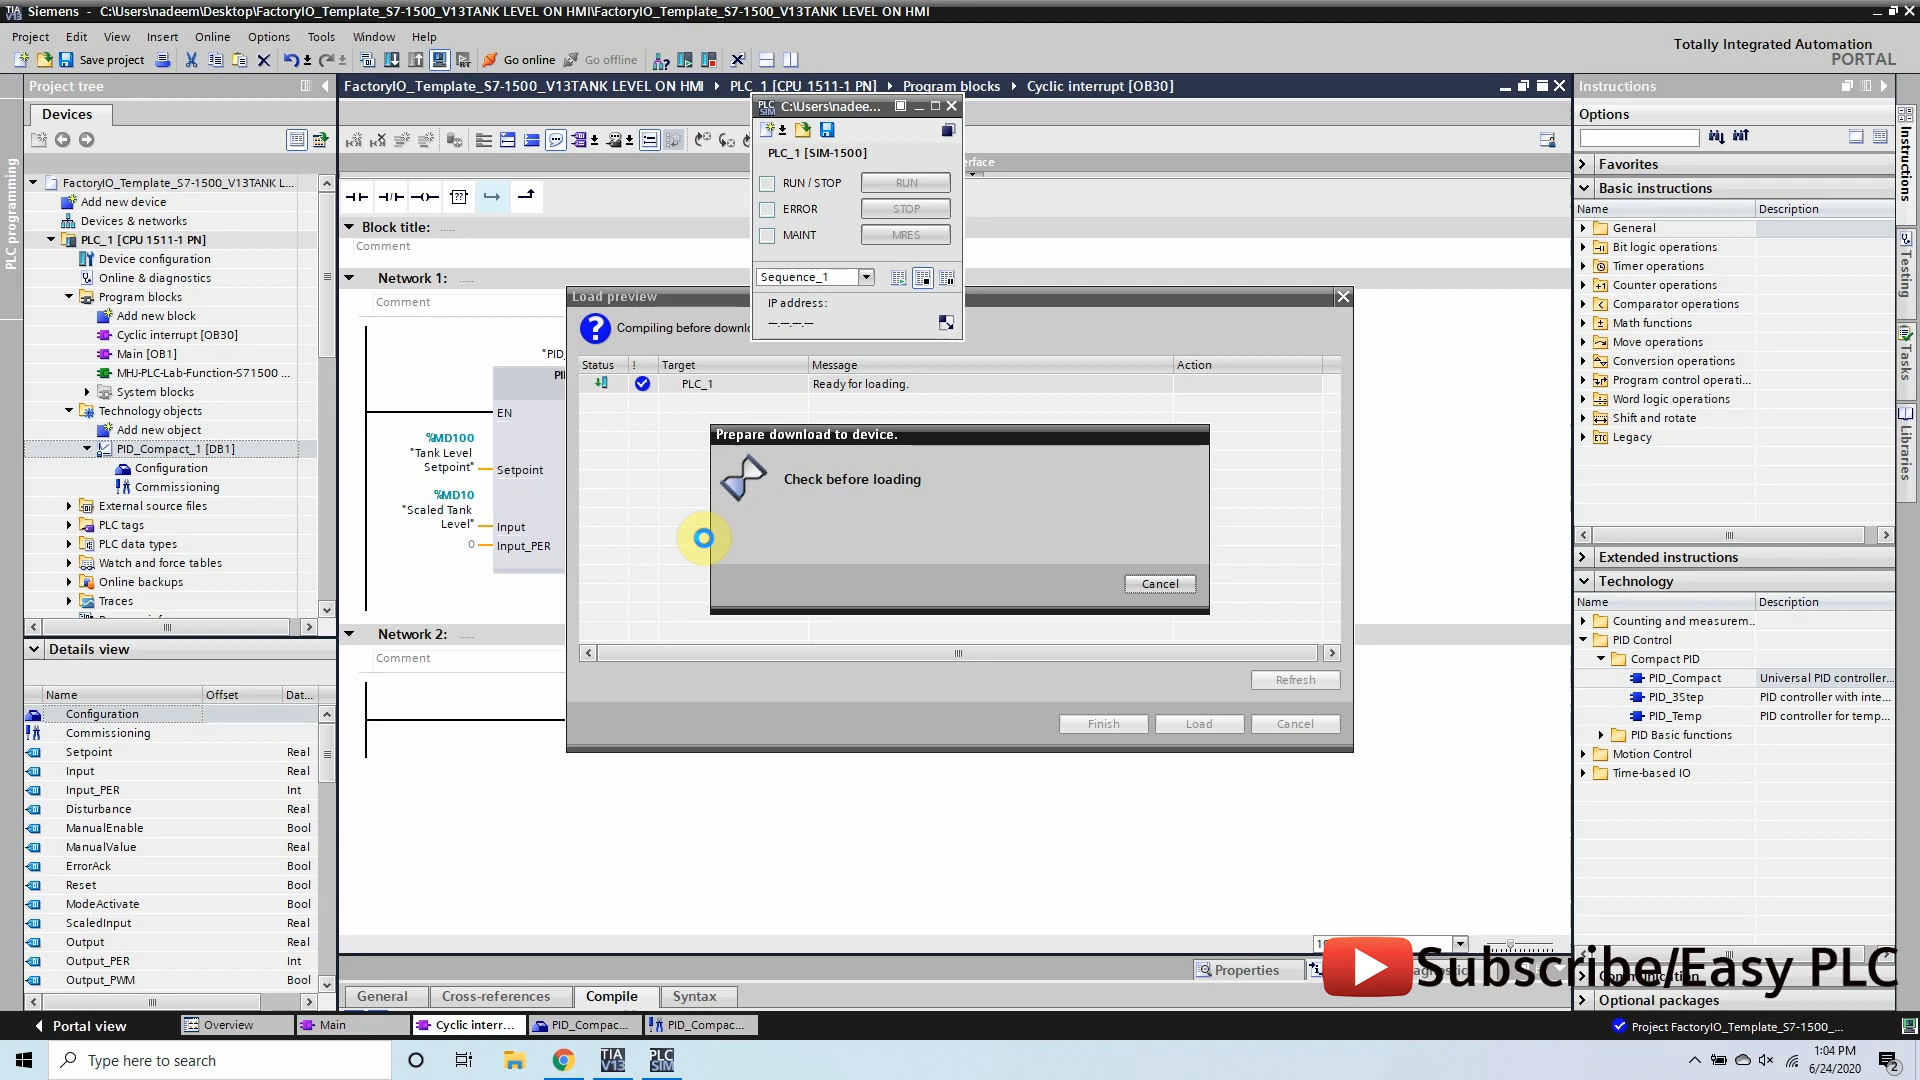 Siemens - C:\Users\nadeem\Desktop\FactoryIO_Template_S7-1500_V13TANK LEVEL ON HMI\FactoryIO_Template_S7-1500_V13TANK LEVEL ON HMI
Project Edit View Insert Online Options Tools Window Help
Totally Integrated Automation
PORTAL
Save project
Go online
Go offline
Project tree
FactoryIO_Template_S7-1500_V13TANK LEVEL ON HMI PLC_1 [CPU 1511-1 PN] Program blocks Cyclic interrupt [OB30]
Instructions
Devices
PLC programming
FactoryIO_Template_S7-1500_V13TANK L...
Add new device
Devices & networks
PLC_1 [CPU 1511-1 PN]
Device configuration
Online & diagnostics
Program blocks
Add new block
Cyclic interrupt [OB30]
Main [OB1]
MHJ-PLC-Lab-Function-S71500 ...
System blocks
Technology objects
Add new object
PID_Compact_1 [DB1]
Configuration
Commissioning
External source files
PLC tags
PLC data types
Watch and force tables
Online backups
Traces
Details view
Name Offset Dat...
Configuration
Commissioning
Setpoint Real
Input Real
Input_PER Int
Disturbance Real
ManualEnable Bool
ManualValue Real
ErrorAck Bool
Reset Bool
ModeActivate Bool
ScaledInput Real
Output Real
Output_PER Int
Output_PWM Bool
erface
Block title: .....
Comment
Network 1: .....
Comment
"PID_
PI
EN
%MD100
"Tank Level
Setpoint"
Setpoint
%MD10
"Scaled Tank
Level"
Input
0
Input_PER
Network 2: .....
Comment
PLC SIM
C:\Users\nadee...
PLC_1 [SIM-1500]
RUN / STOP RUN
ERROR STOP
MAINT MRES
Sequence_1
IP address:
Load preview
Compiling before downlo
Status ! Target Message Action
PLC_1 Ready for loading.
Prepare download to device.
Check before loading
Cancel
Refresh
Finish Load Cancel
Properties
General Cross-references Compile Syntax
Options
Favorites
Basic instructions
Name Description
General
Bit logic operations
Timer operations
Counter operations
Comparator operations
Math functions
Move operations
Conversion operations
Program control operati...
Word logic operations
Shift and rotate
Legacy
Extended instructions
Technology
Name Description
Counting and measurem..
PID Control
Compact PID
PID_Compact Universal PID controller...
PID_3Step PID controller with inte...
PID_Temp PID controller for temp...
PID Basic functions
Motion Control
Time-based IO
Optional packages
Instructions
Testing
Tasks
Libraries
Subscribe/Easy PLC
Portal view Overview Main Cyclic interr... PID_Compac... PID_Compac...
Project FactoryIO_Template_S7-1500_...
Type here to search
TIA V13
PLC SIM
1:04 PM
6/24/2020
2